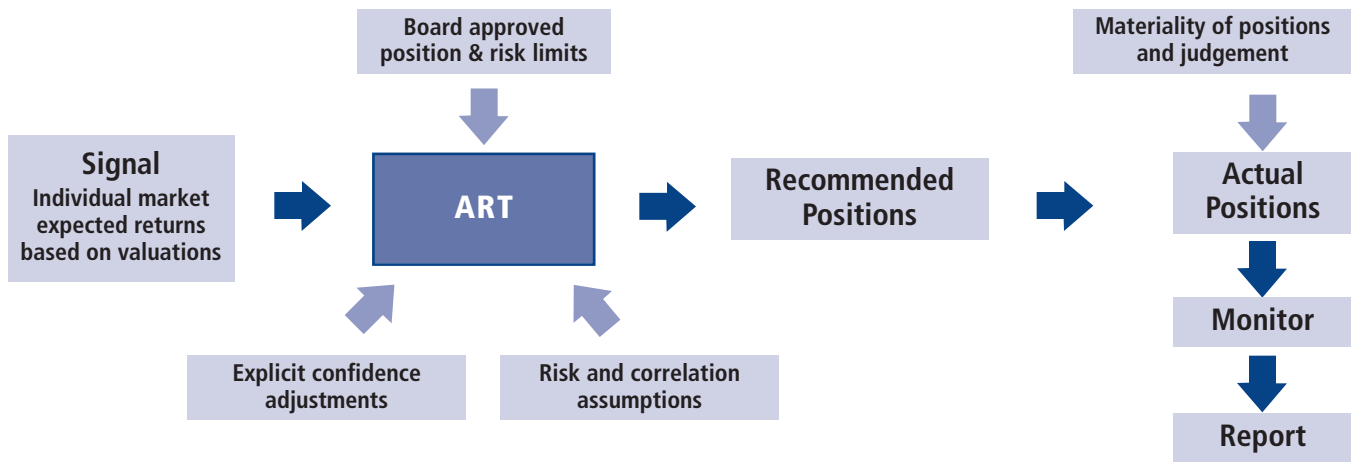 Board approved
position & risk limits
Materiality of positions
and judgement
Signal
Individual market
expected returns
based on valuations
ART
Recommended
Positions
Actual
Positions
Explicit confidence
adjustments
Risk and correlation
assumptions
Monitor
Report